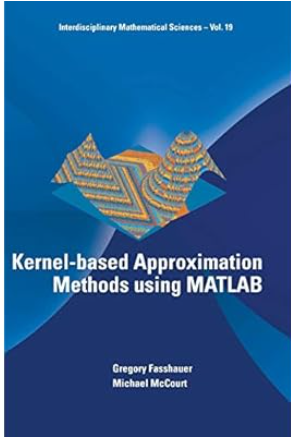 Interdisciplinary Mathematical Sciences – Vol. 19
Kernel-based Approximation
Methods using MATLAB
Gregory Fasshauer
Michael McCourt